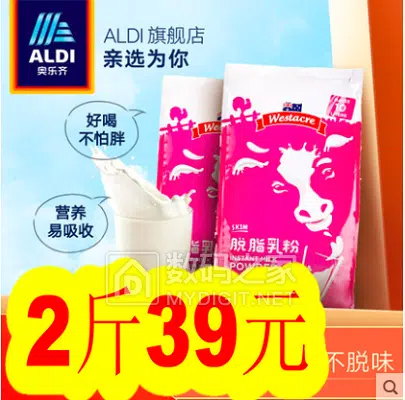 ALDI
奥乐齐
ALDI 旗舰店
亲选为你
好喝
不怕胖
营养
易吸收
Westacre
Westacre
SKIM
脱脂乳粉
INSTANT MILK
POWDER
数码之家
MYDIGIT.NET
2斤39元
不脱味